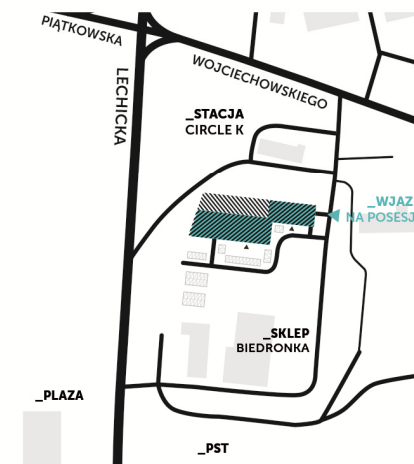 PIĄTKOWSKA
WOJCIECHOWSKIEGO
LECHICKA
_STACJA
CIRCLE K
_WJAZ
NA POSESJ
_SKLEP
BIEDRONKA
_PLAZA
_PST